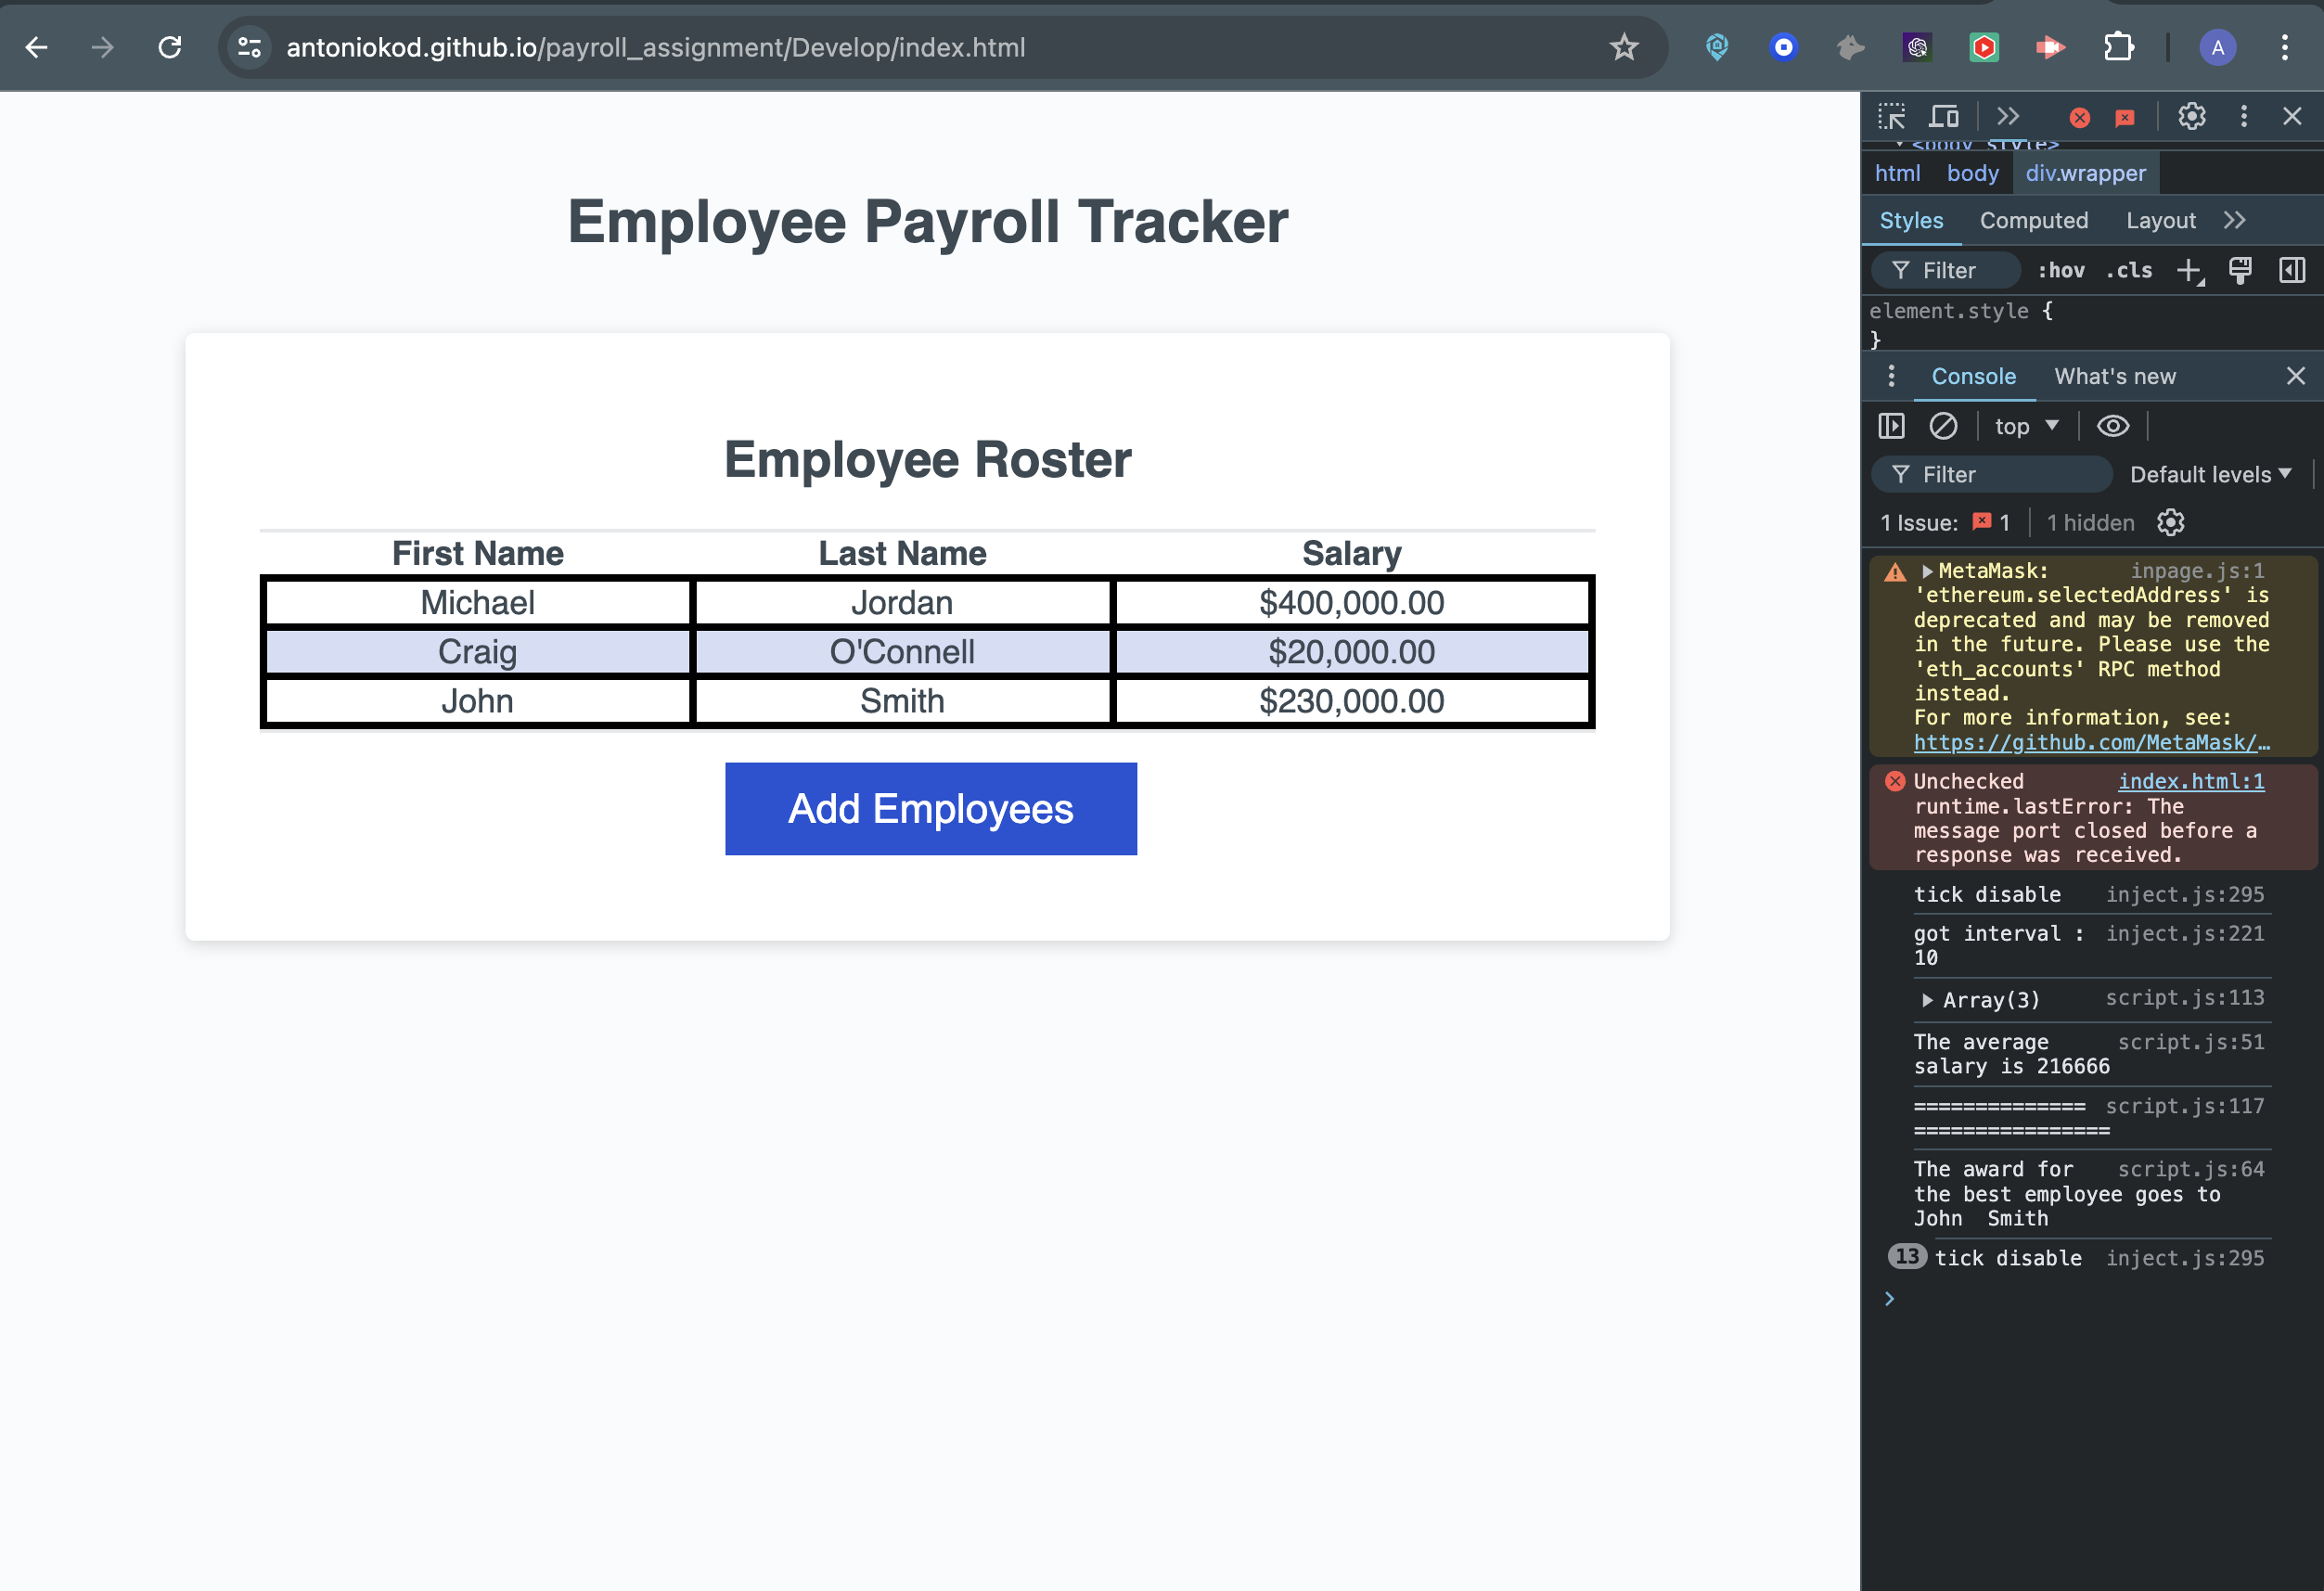 antoniokod.github.io/payroll_assignment/Develop/index.html
A
Employee Payroll Tracker
Employee Roster
First Name Last Name Salary
Michael Jordan $400,000.00
Craig O'Connell $20,000.00
John Smith $230,000.00
Add Employees
<body style>
html body div.wrapper
Styles Computed Layout
Filter :hov .cls
element.style {
}
Console What's new
top
Filter Default levels
1 Issue: 1 1 hidden
MetaMask: inpage.js:1
'ethereum.selectedAddress' is
deprecated and may be removed
in the future. Please use the
'eth_accounts' RPC method
instead.
For more information, see:
https://github.com/MetaMask/…
Unchecked index.html:1
runtime.lastError: The
message port closed before a
response was received.
tick disable inject.js:295
got interval : inject.js:221
10
Array(3) script.js:113
The average script.js:51
salary is 216666
============== script.js:117
================
The award for script.js:64
the best employee goes to
John  Smith
13 tick disable inject.js:295